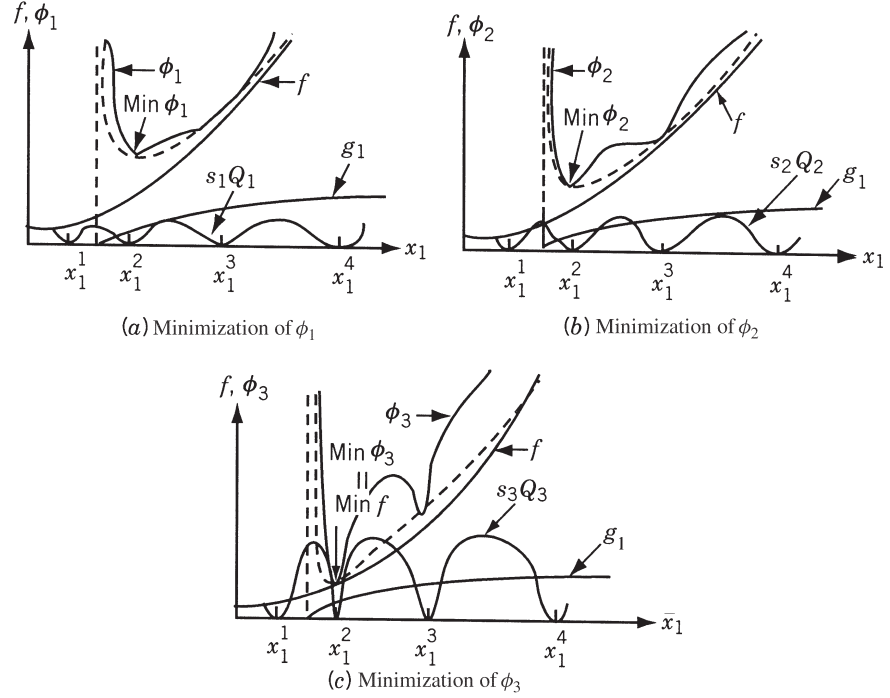 f, ϕ₁
ϕ₁
f
Min ϕ₁
g₁
s₁Q₁
x₁
x₁¹ x₁² x₁³ x₁⁴
(a) Minimization of ϕ₁
f, ϕ₂
ϕ₂
Min ϕ₂
f
s₂Q₂
g₁
x₁
x₁¹ x₁² x₁³ x₁⁴
(b) Minimization of ϕ₂
f, ϕ₃
ϕ₃
f
Min ϕ₃
=
Min f
s₃Q₃
g₁
x̄₁
x₁¹ x₁² x₁³ x₁⁴
(c) Minimization of ϕ₃